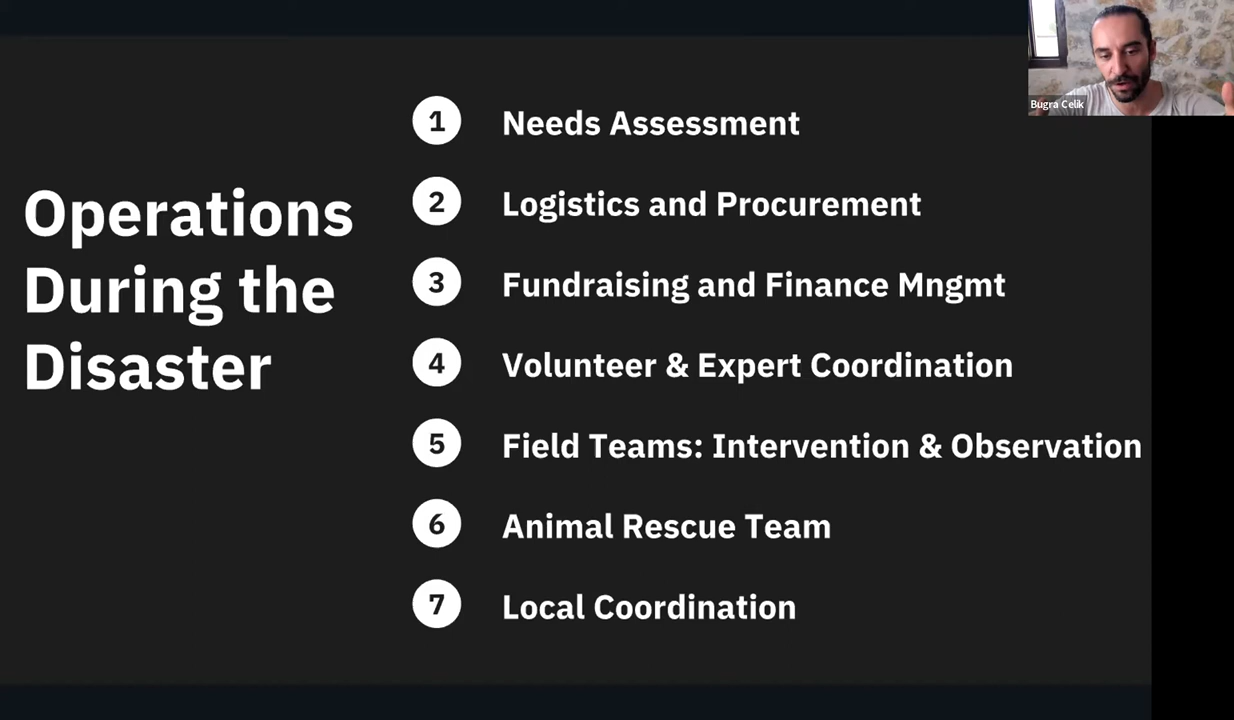 Operations
During the
Disaster
1 Needs Assessment
2 Logistics and Procurement
3 Fundraising and Finance Mngmt
4 Volunteer & Expert Coordination
5 Field Teams: Intervention & Observation
6 Animal Rescue Team
7 Local Coordination
Bugra Celik